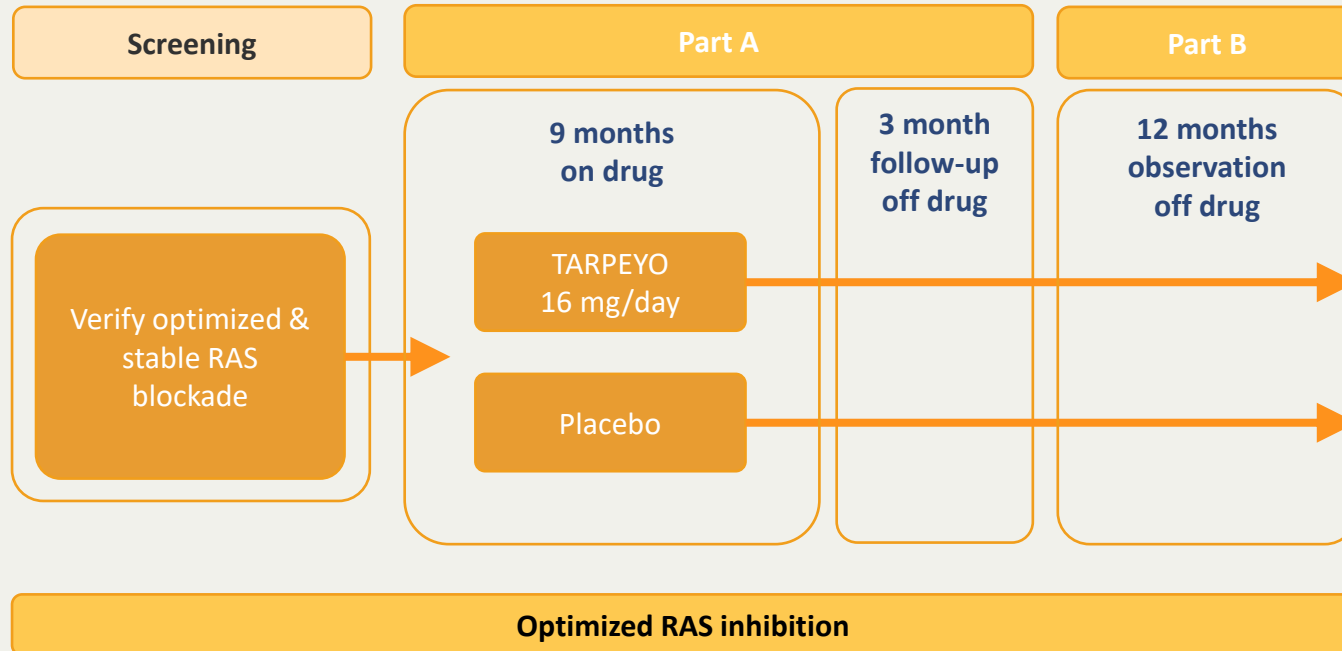 Screening
Part A
Part B
9 months
on drug
3 month
follow-up
off drug
12 months
observation
off drug
Verify optimized &
stable RAS
blockade
TARPEYO
16 mg/day
Placebo
Optimized RAS inhibition